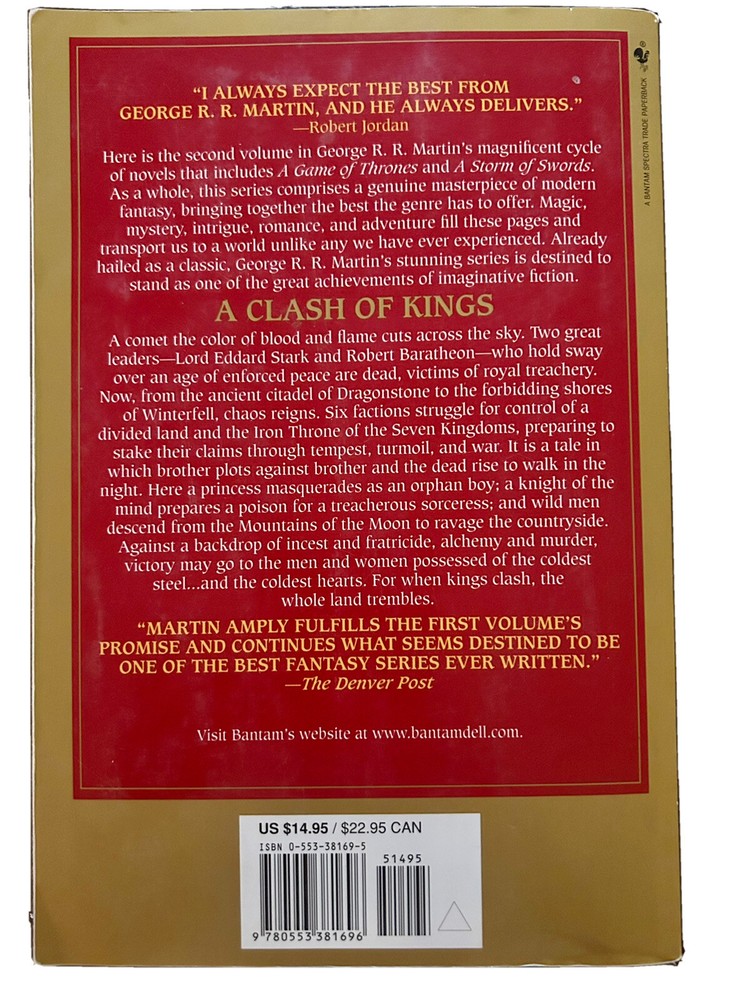 “I ALWAYS EXPECT THE BEST FROM
GEORGE R. R. MARTIN, AND HE ALWAYS DELIVERS.”
—Robert Jordan
Here is the second volume in George R. R. Martin’s magnificent cycle
of novels that includes A Game of Thrones and A Storm of Swords.
As a whole, this series comprises a genuine masterpiece of modern
fantasy, bringing together the best the genre has to offer. Magic,
mystery, intrigue, romance, and adventure fill these pages and
transport us to a world unlike any we have ever experienced. Already
hailed as a classic, George R. R. Martin’s stunning series is destined to
stand as one of the great achievements of imaginative fiction.
A CLASH OF KINGS
A comet the color of blood and flame cuts across the sky. Two great
leaders—Lord Eddard Stark and Robert Baratheon—who hold sway
over an age of enforced peace are dead, victims of royal treachery.
Now, from the ancient citadel of Dragonstone to the forbidding shores
of Winterfell, chaos reigns. Six factions struggle for control of a
divided land and the Iron Throne of the Seven Kingdoms, preparing to
stake their claims through tempest, turmoil, and war. It is a tale in
which brother plots against brother and the dead rise to walk in the
night. Here a princess masquerades as an orphan boy; a knight of the
mind prepares a poison for a treacherous sorceress; and wild men
descend from the Mountains of the Moon to ravage the countryside.
Against a backdrop of incest and fratricide, alchemy and murder,
victory may go to the men and women possessed of the coldest
steel...and the coldest hearts. For when kings clash, the
whole land trembles.
“MARTIN AMPLY FULFILLS THE FIRST VOLUME’S
PROMISE AND CONTINUES WHAT SEEMS DESTINED TO BE
ONE OF THE BEST FANTASY SERIES EVER WRITTEN.”
—The Denver Post
Visit Bantam’s website at www.bantamdell.com.
A BANTAM SPECTRA TRADE PAPERBACK
US $14.95 / $22.95 CAN
ISBN 0-553-38169-5
51495
9 780553 381696